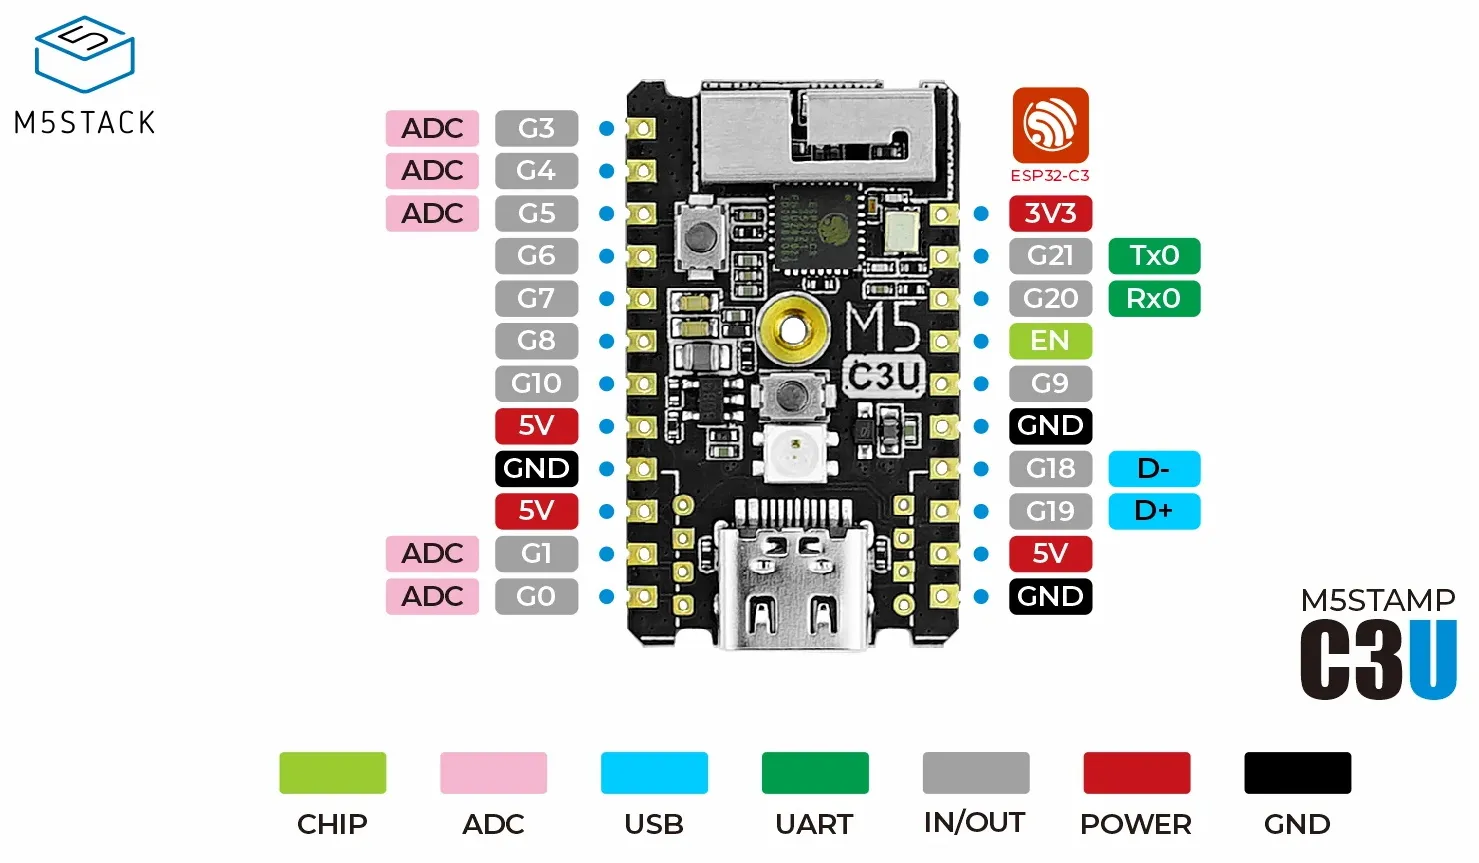 M5STACK
ADC G3
ADC G4
ADC G5
G6
G7
G8
G10
5V
GND
5V
ADC G1
ADC G0
M5
C3U
ESP32-C3
3V3
G21 Tx0
G20 Rx0
EN
G9
GND
G18 D-
G19 D+
5V
GND
M5STAMP
C3U
CHIP ADC USB UART IN/OUT POWER GND